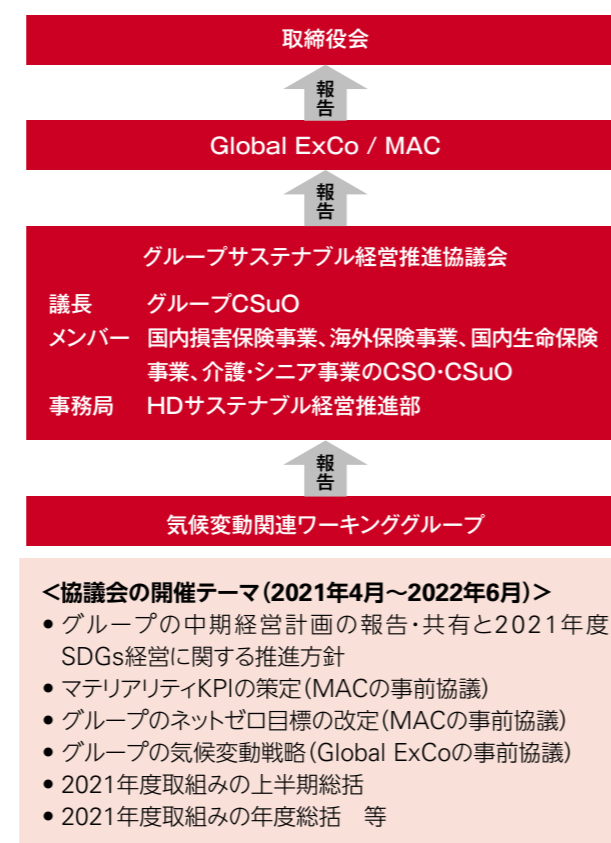 取締役会
報告
Global ExCo / MAC
報告
グループサステナブル経営推進協議会
議長 グループCSuO
メンバー 国内損害保険事業、海外保険事業、国内生命保険
事業、介護・シニア事業のCSO・CSuO
事務局 HDサステナブル経営推進部
報告
気候変動関連ワーキンググループ
<協議会の開催テーマ(2021年4月~2022年6月)>
• グループの中期経営計画の報告・共有と2021年度
SDGs経営に関する推進方針
• マテリアリティKPIの策定(MACの事前協議)
• グループのネットゼロ目標の改定(MACの事前協議)
• グループの気候変動戦略(Global ExCoの事前協議)
• 2021年度取組みの上半期総括
• 2021年度取組みの年度総括 等